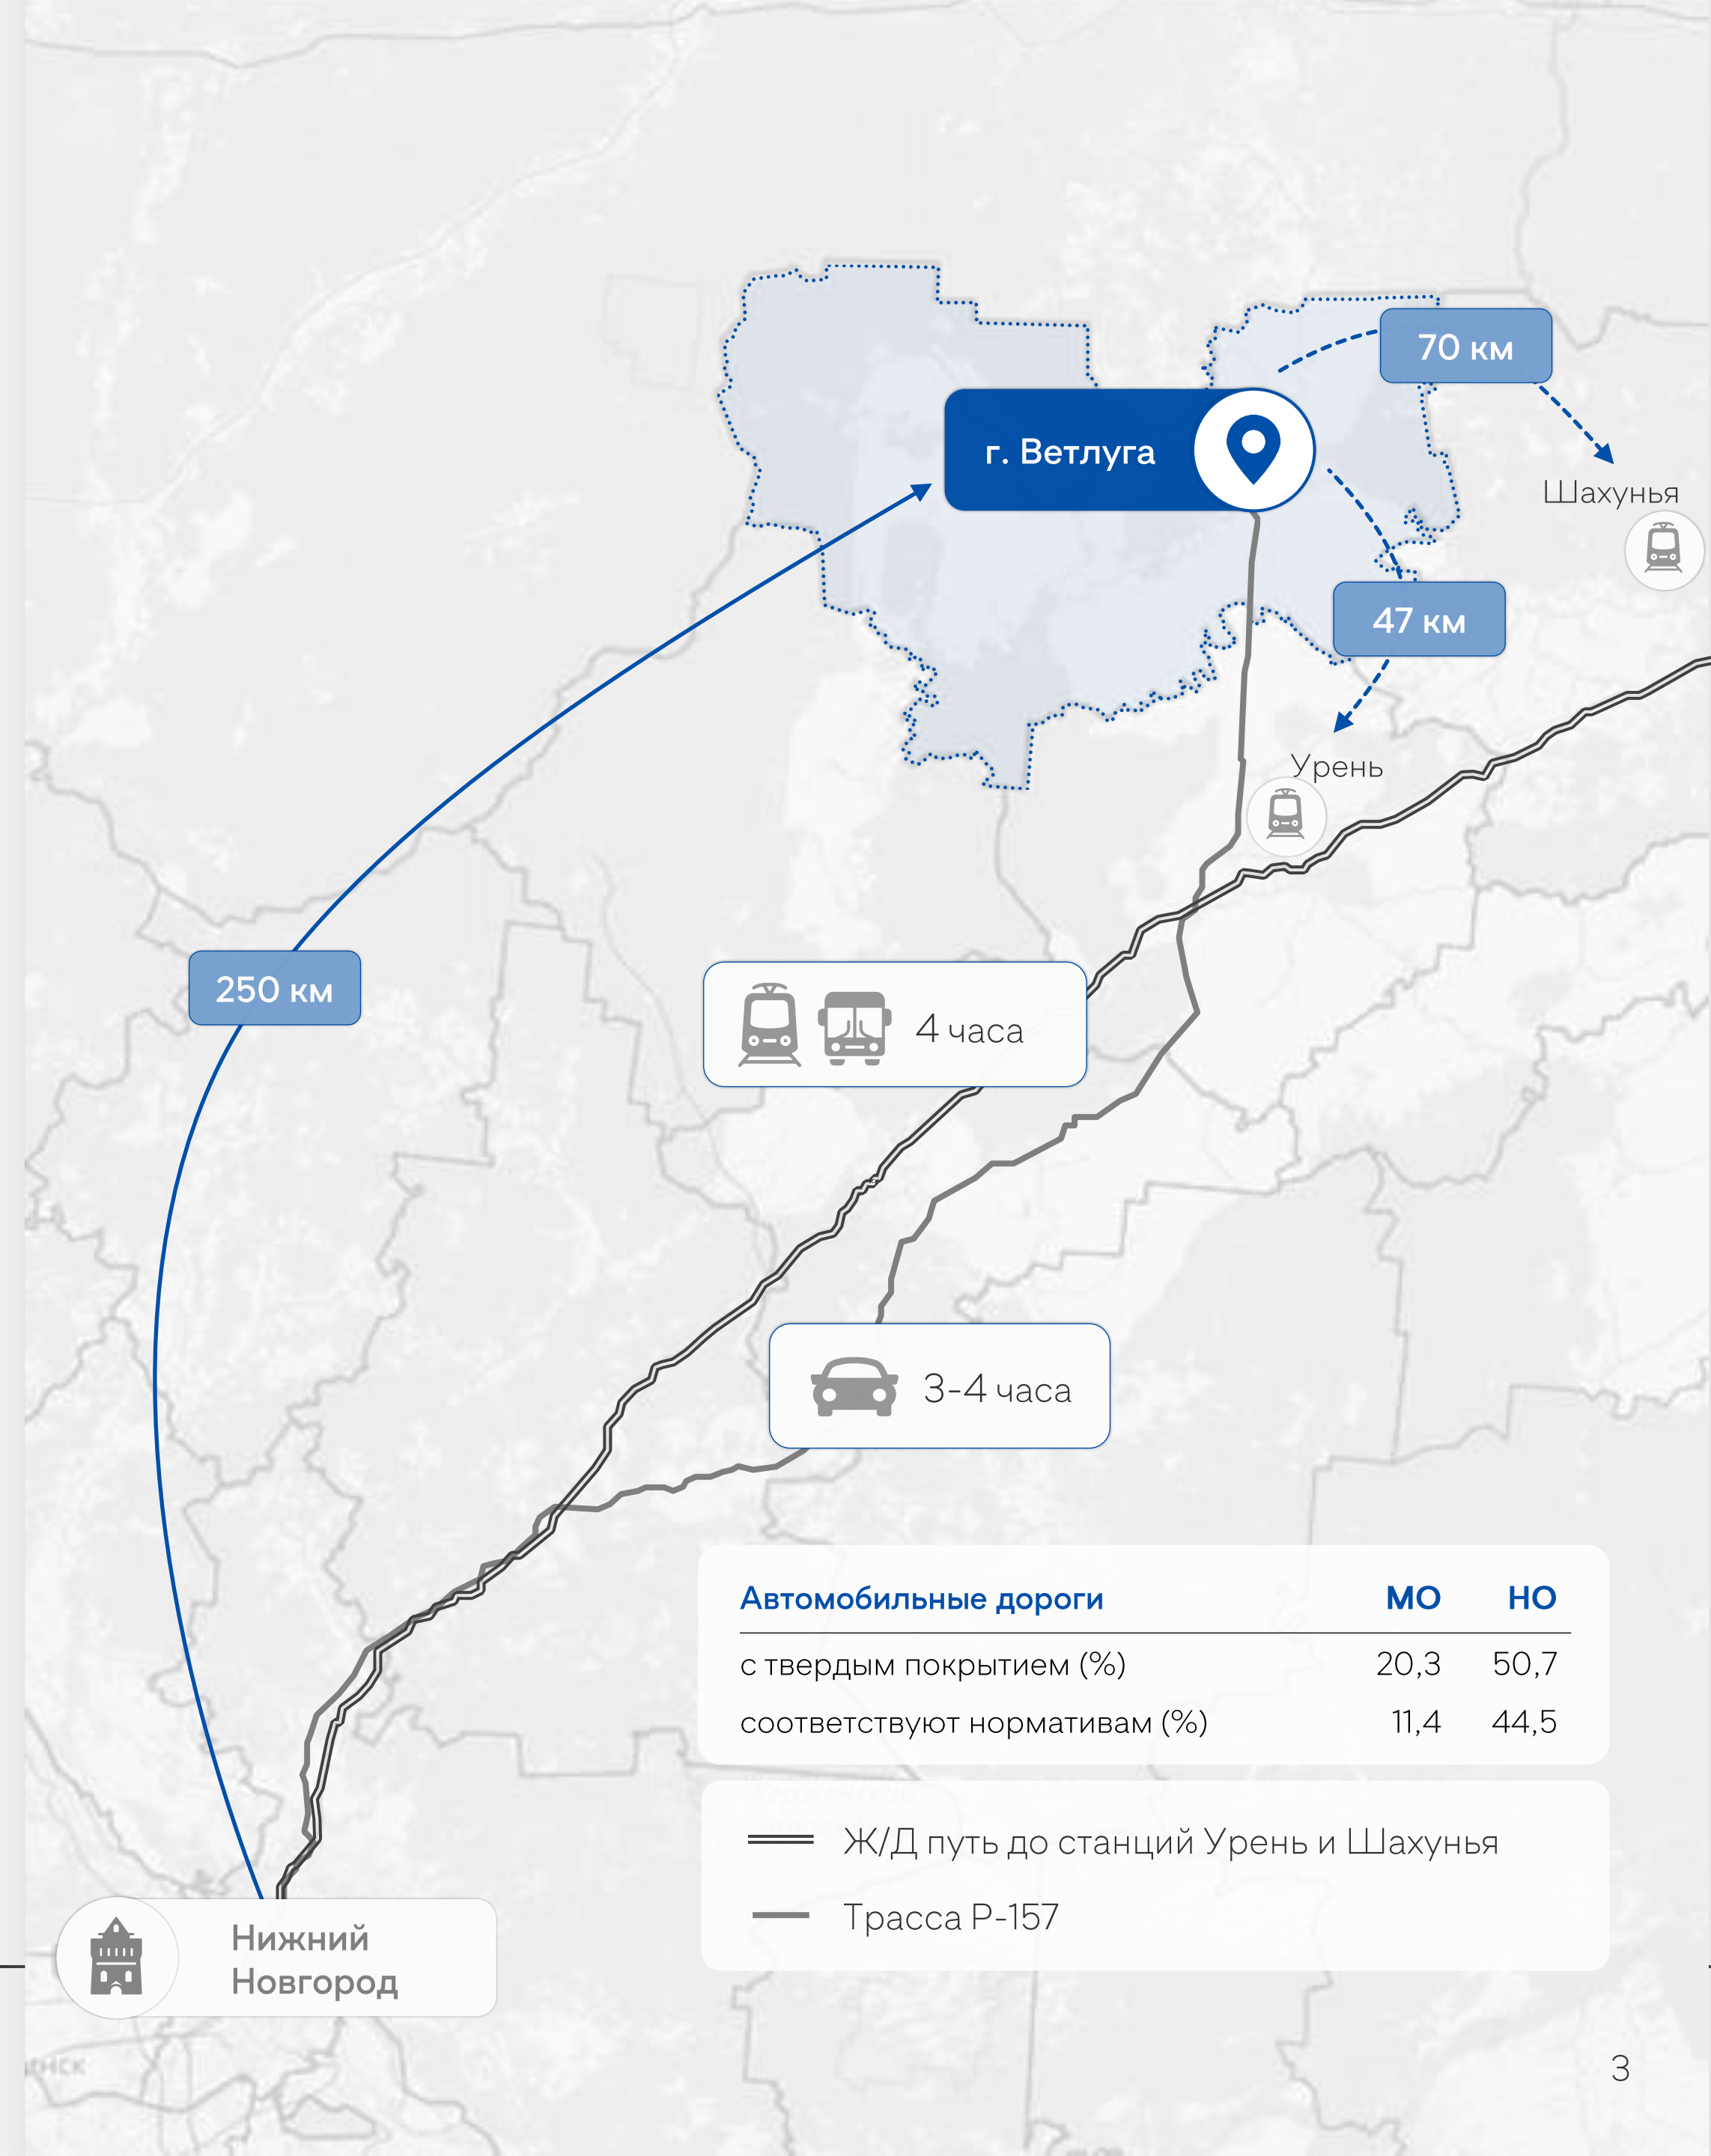 70 км
г. Ветлуга
Шахунья
47 км
Урень
250 км
4 часа
3-4 часа
Автомобильные дороги МО НО
с твердым покрытием (%) 20,3 50,7
соответствуют нормативам (%) 11,4 44,5
Ж/Д путь до станций Урень и Шахунья
Трасса Р-157
Нижний
Новгород
3